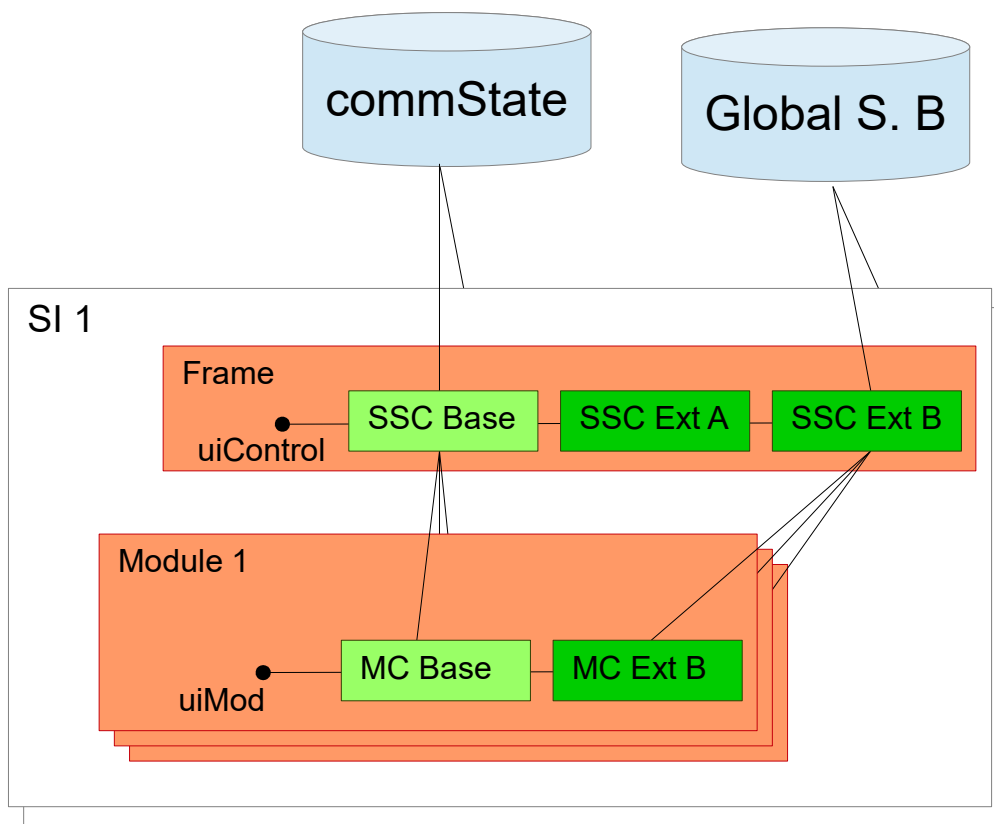 commState
Global S. B
SI 1
Frame
SSC Base
SSC Ext A
SSC Ext B
uiControl
Module 1
MC Base
MC Ext B
uiMod